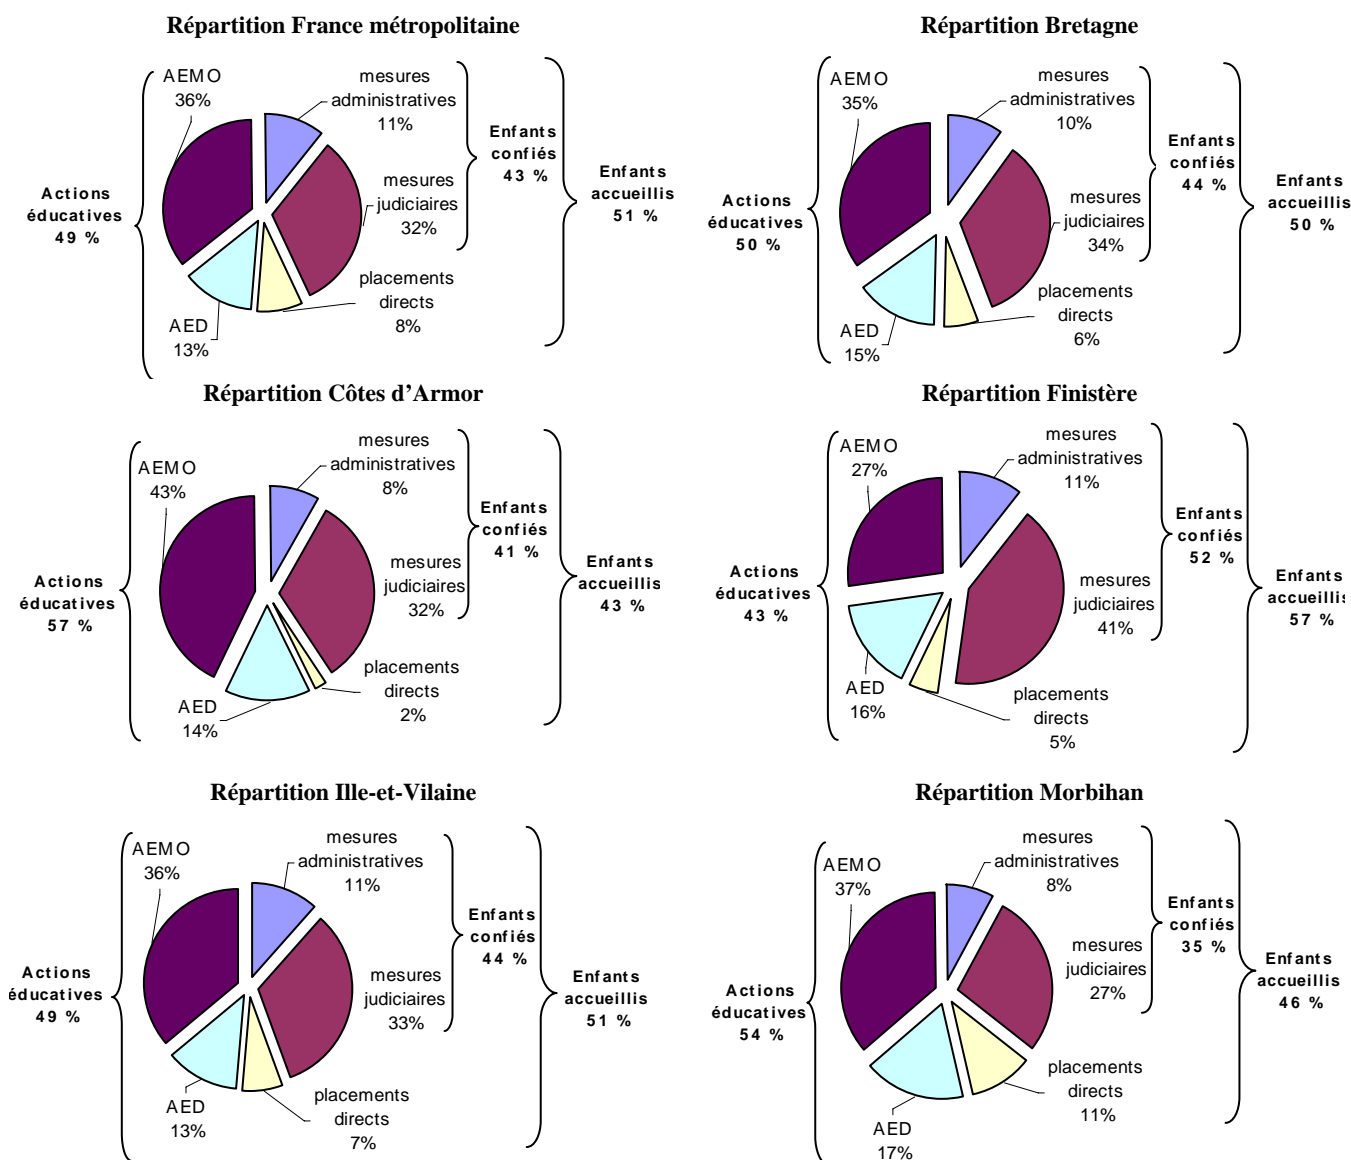 Répartition France métropolitaine
AEMO
36%
mesures
administratives
11%
Enfants
confiés
43 %
Enfants
accueillis
51 %
Actions
éducatives
49 %
mesures
judiciaires
32%
placements
directs
8%
AED
13%
Répartition Bretagne
AEMO
35%
mesures
administratives
10%
Enfants
confiés
44 %
Enfants
accueillis
50 %
Actions
éducatives
50 %
mesures
judiciaires
34%
placements
directs
6%
AED
15%
Répartition Côtes d'Armor
AEMO
43%
mesures
administratives
8%
Enfants
confiés
41 %
Enfants
accueillis
43 %
Actions
éducatives
57 %
mesures
judiciaires
32%
placements
directs
2%
AED
14%
Répartition Finistère
AEMO
27%
mesures
administratives
11%
Enfants
confiés
52 %
Enfants
accueillis
57 %
Actions
éducatives
43 %
mesures
judiciaires
41%
placements
directs
5%
AED
16%
Répartition Ille-et-Vilaine
AEMO
36%
mesures
administratives
11%
Enfants
confiés
44 %
Enfants
accueillis
51 %
Actions
éducatives
49 %
mesures
judiciaires
33%
placements
directs
7%
AED
13%
Répartition Morbihan
AEMO
37%
mesures
administratives
8%
Enfants
confiés
35 %
Enfants
accueillis
46 %
Actions
éducatives
54 %
mesures
judiciaires
27%
placements
directs
11%
AED
17%